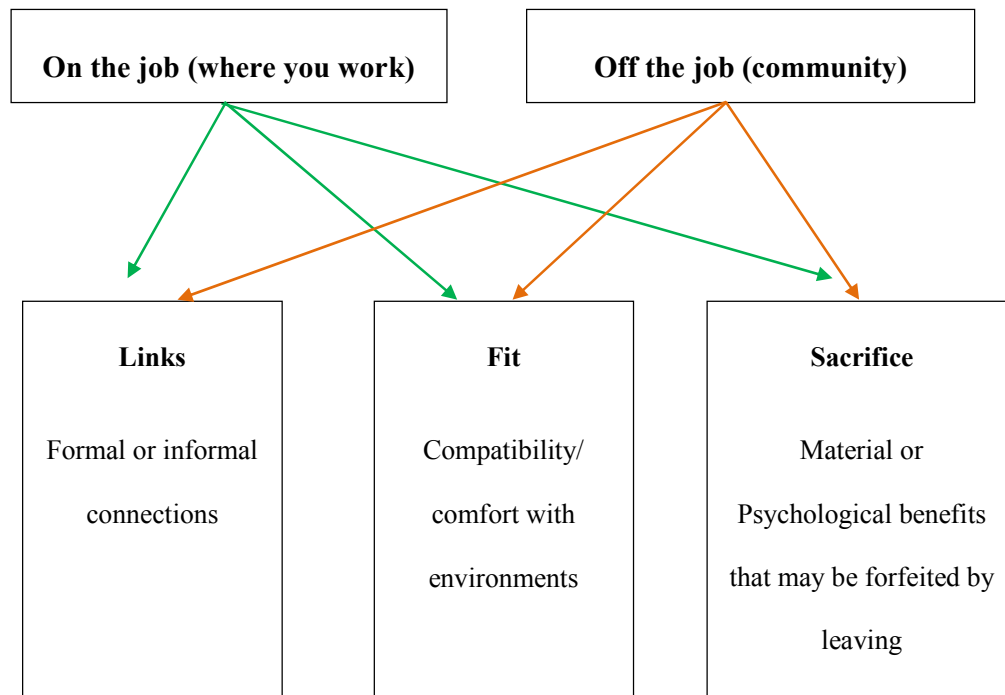 On the job (where you work)
Off the job (community)
Links
Formal or informal
connections
Fit
Compatibility/
comfort with
environments
Sacrifice
Material or
Psychological benefits
that may be forfeited by
leaving